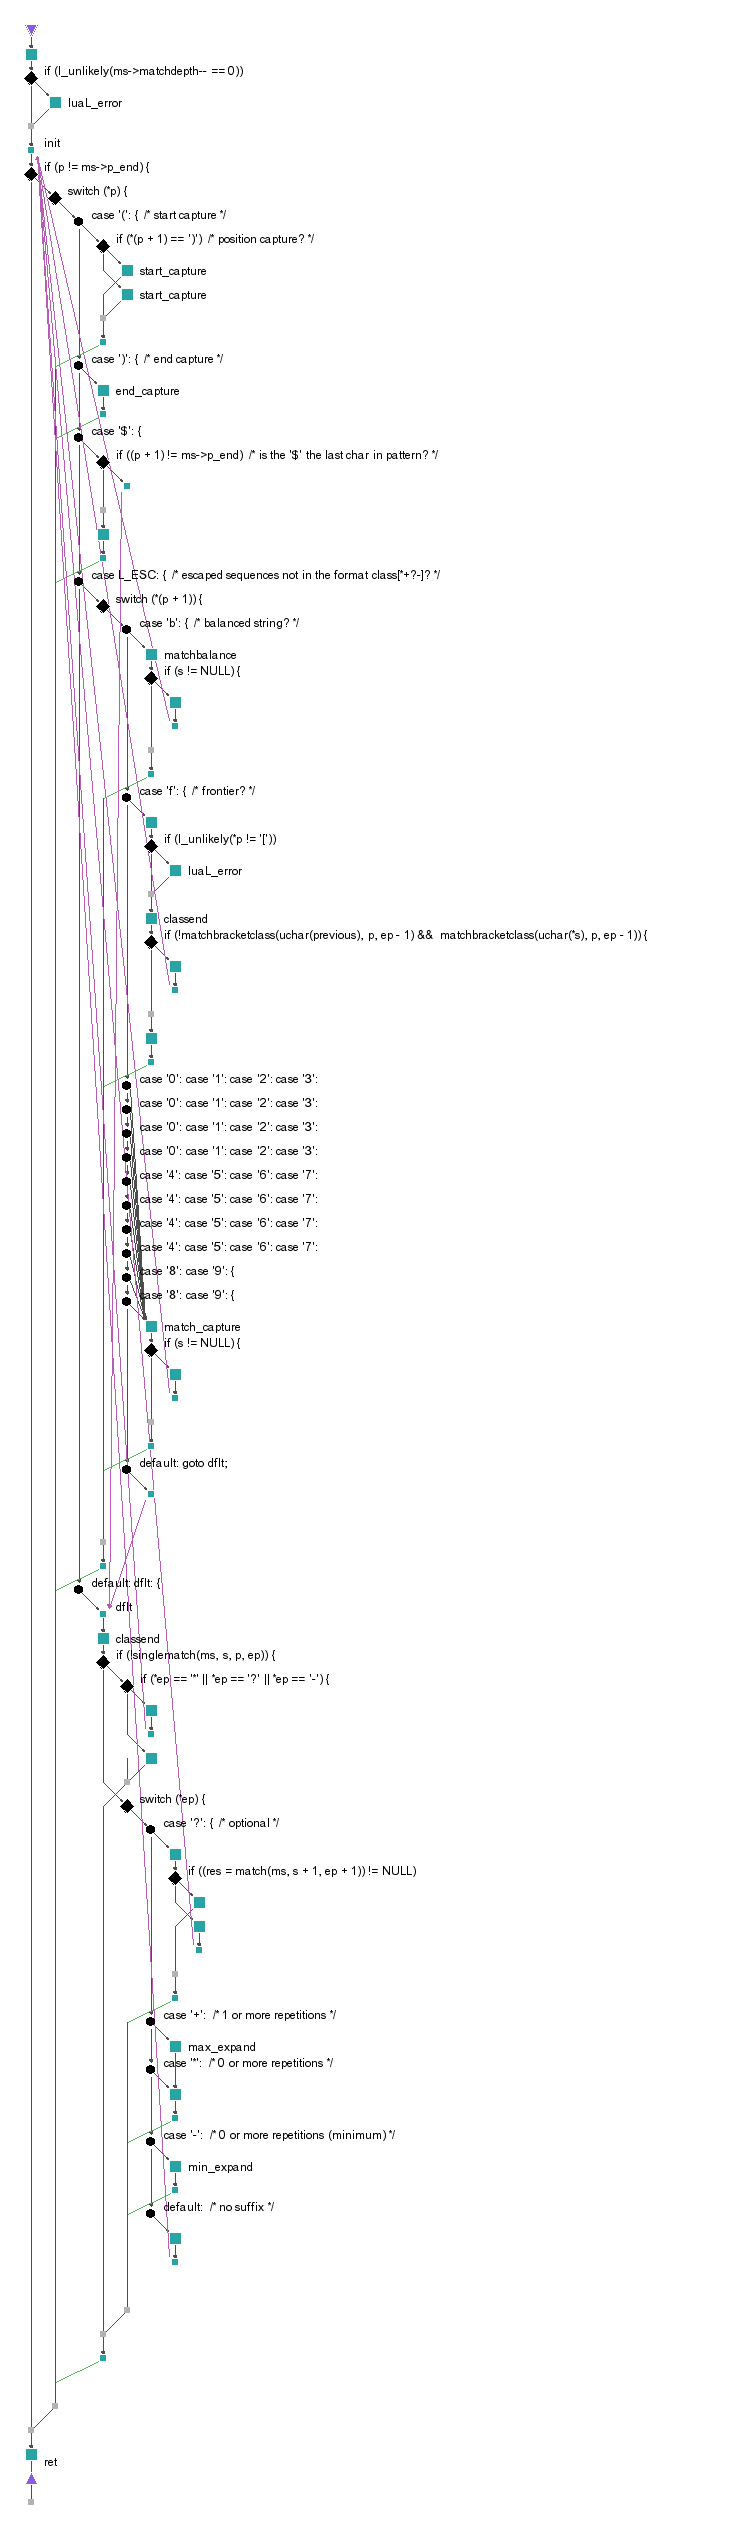 if (l_unlikely(ms->matchdepth-- == 0))
luaL_error
init
if (p != ms->p_end) {
switch (*p) {
case '(': {  /* start capture */
if (*(p + 1) == ')')  /* position capture? */
start_capture
start_capture
case ')': {  /* end capture */
end_capture
case '$': {
if ((p + 1) != ms->p_end)  /* is the '$' the last char in pattern? */
case L_ESC: {  /* escaped sequences not in the format class[*+?-]? */
switch (*(p + 1)) {
case 'b': {  /* balanced string? */
matchbalance
if (s != NULL) {
case 'f': {  /* frontier? */
if (l_unlikely(*p != '['))
luaL_error
classend
if (!matchbracketclass(uchar(previous), p, ep - 1) &&  matchbracketclass(uchar(*s), p, ep - 1)) {
case '0': case '1': case '2': case '3':
case '0': case '1': case '2': case '3':
case '0': case '1': case '2': case '3':
case '0': case '1': case '2': case '3':
case '4': case '5': case '6': case '7':
case '4': case '5': case '6': case '7':
case '4': case '5': case '6': case '7':
case '4': case '5': case '6': case '7':
case '8': case '9': {
case '8': case '9': {
match_capture
if (s != NULL) {
default: goto dflt;
default: dflt: {
dflt
classend
if (!singlematch(ms, s, p, ep)) {
if (*ep == '*' || *ep == '?' || *ep == '-') {
switch (*ep) {
case '?': {  /* optional */
if ((res = match(ms, s + 1, ep + 1)) != NULL)
case '+':  /* 1 or more repetitions */
max_expand
case '*':  /* 0 or more repetitions */
case '-':  /* 0 or more repetitions (minimum) */
min_expand
default:  /* no suffix */
ret